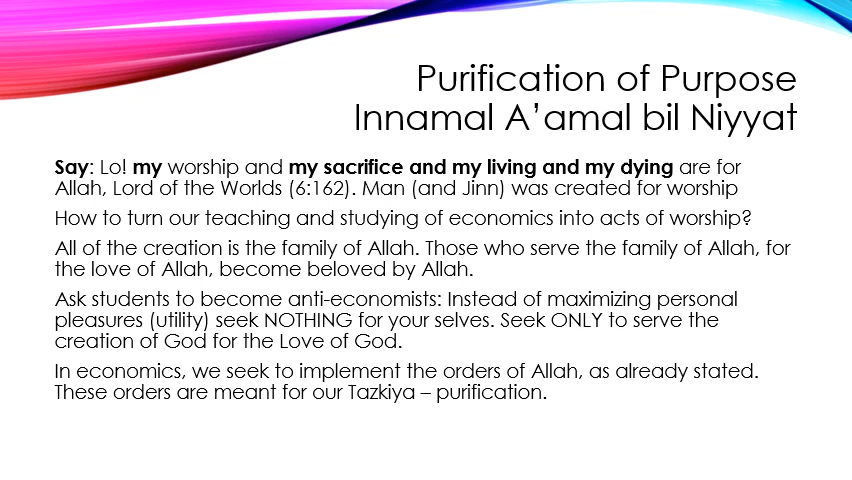 Purification of Purpose
Innamal A’amal bil Niyyat
Say: Lo! my worship and my sacrifice and my living and my dying are for
Allah, Lord of the Worlds (6:162). Man (and Jinn) was created for worship
How to turn our teaching and studying of economics into acts of worship?
All of the creation is the family of Allah. Those who serve the family of Allah, for
the love of Allah, become beloved by Allah.
Ask students to become anti-economists: Instead of maximizing personal
pleasures (utility) seek NOTHING for your selves. Seek ONLY to serve the
creation of God for the Love of God.
In economics, we seek to implement the orders of Allah, as already stated.
These orders are meant for our Tazkiya – purification.